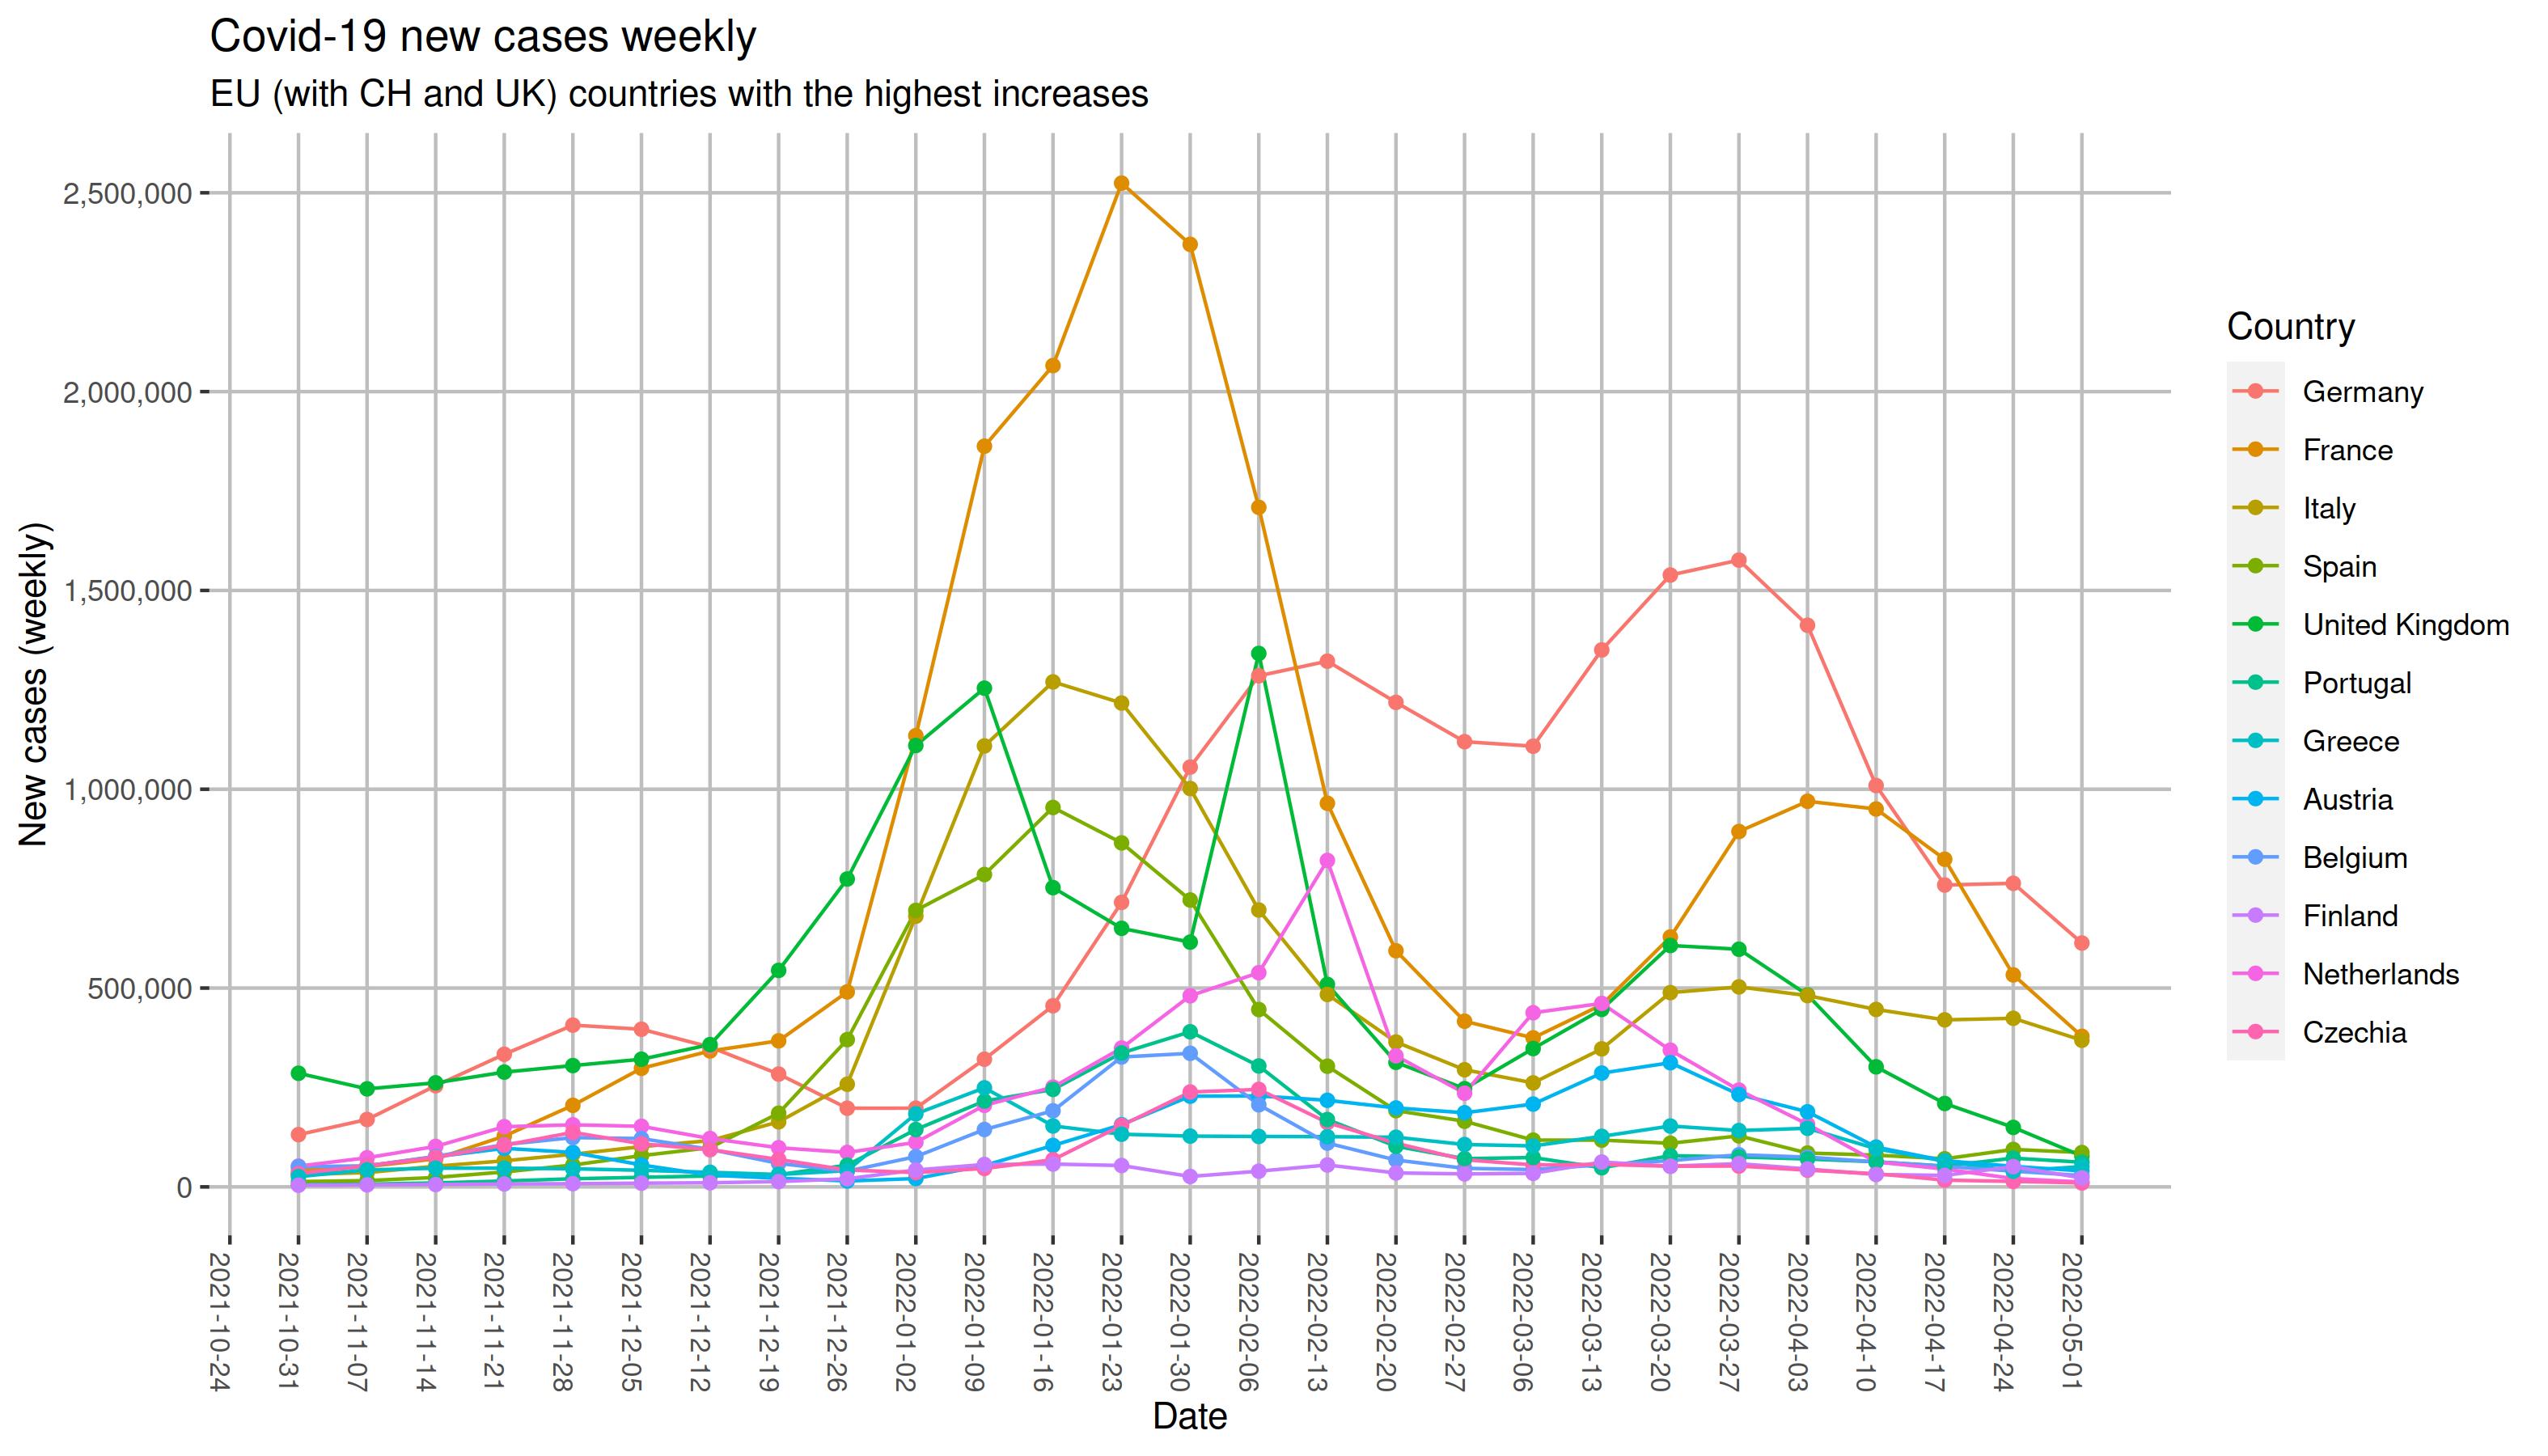 Covid-19 new cases weekly
EU (with CH and UK) countries with the highest increases
New cases (weekly)
2,500,000
2,000,000
1,500,000
1,000,000
500,000
0
2021-10-24
2021-10-31
2021-11-07
2021-11-14
2021-11-21
2021-11-28
2021-12-05
2021-12-12
2021-12-19
2021-12-26
2022-01-02
2022-01-09
2022-01-16
2022-01-23
2022-01-30
2022-02-06
2022-02-13
2022-02-20
2022-02-27
2022-03-06
2022-03-13
2022-03-20
2022-03-27
2022-04-03
2022-04-10
2022-04-17
2022-04-24
2022-05-01
Date
Country
Germany
France
Italy
Spain
United Kingdom
Portugal
Greece
Austria
Belgium
Finland
Netherlands
Czechia